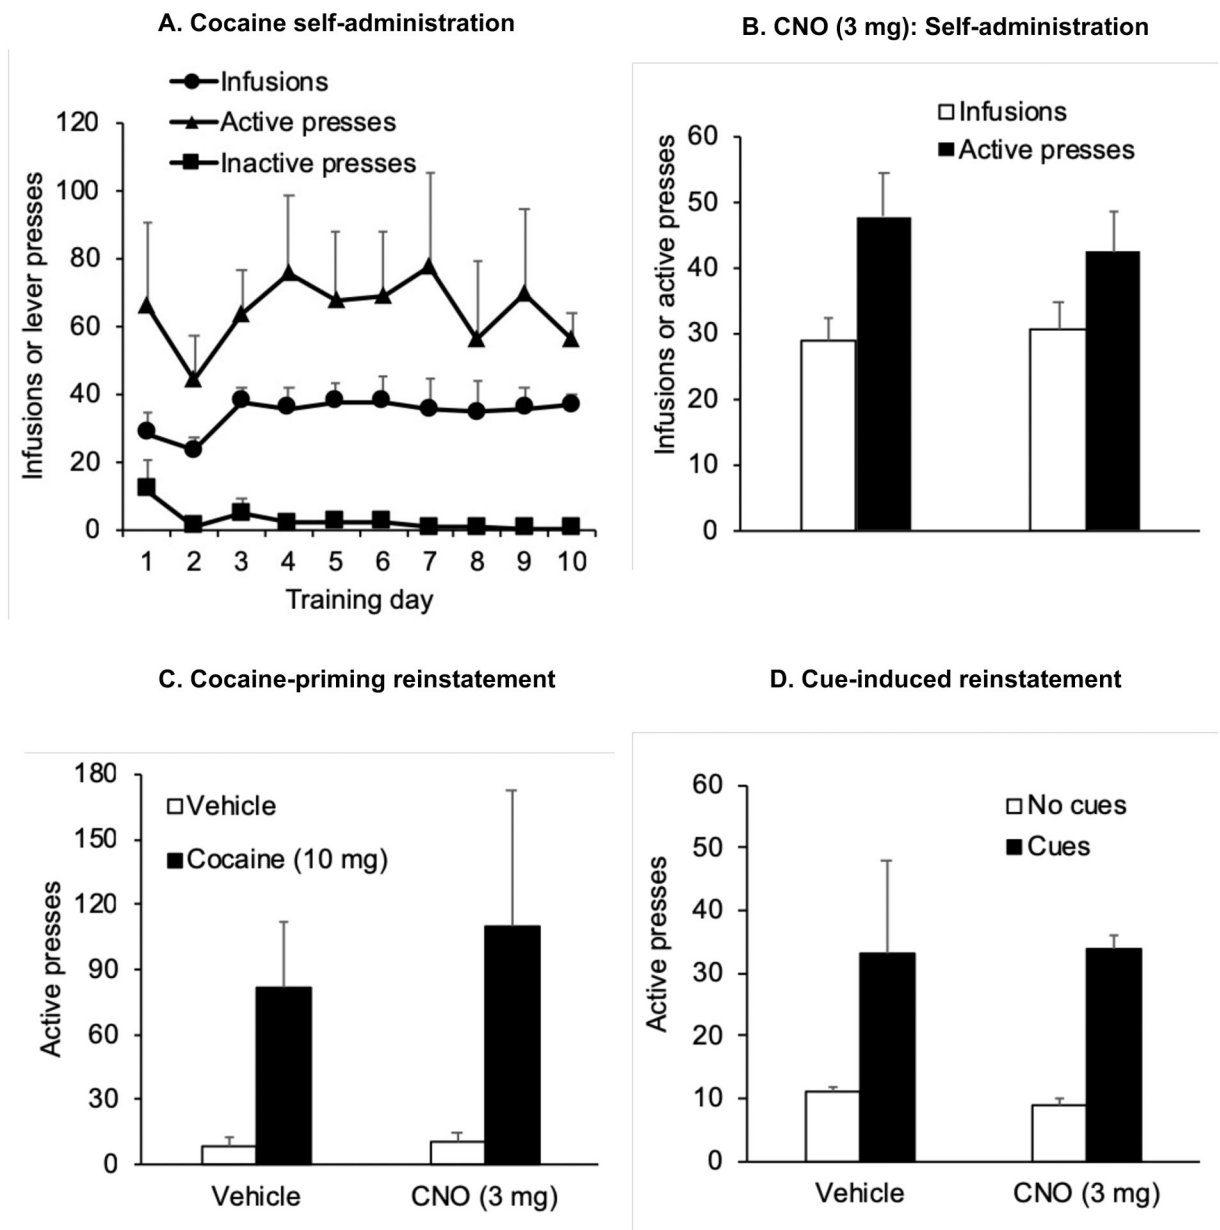 A. Cocaine self-administration
Infusions
Active presses
Inactive presses
Infusions or lever presses
120
100
80
60
40
20
0
1 2 3 4 5 6 7 8 9 10
Training day
B. CNO (3 mg): Self-administration
Infusions
Active presses
Infusions or active presses
60
50
40
30
20
10
0
C. Cocaine-priming reinstatement
Vehicle
Cocaine (10 mg)
Active presses
180
150
120
90
60
30
0
Vehicle CNO (3 mg)
D. Cue-induced reinstatement
No cues
Cues
Active presses
60
50
40
30
20
10
0
Vehicle CNO (3 mg)